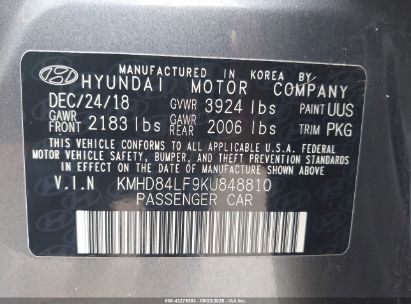 MANUFACTURED IN KOREA BY
HYUNDAI MOTOR COMPANY
DEC/24/18 GVWR 3924 lbs PAINT UUS
GAWR FRONT 2183 lbs GAWR REAR 2006 lbs TRIM PKG
THIS VEHICLE CONFORMS TO ALL APPLICABLE U.S.A. FEDERAL
MOTOR VEHICLE SAFETY, BUMPER, AND THEFT PREVENTION
STANDARDS IN EFFECT ON THE DATE OF MANUFACTURE
SHOWN ABOVE.
V.I.N KMHD84LF9KU848810
PASSENGER CAR